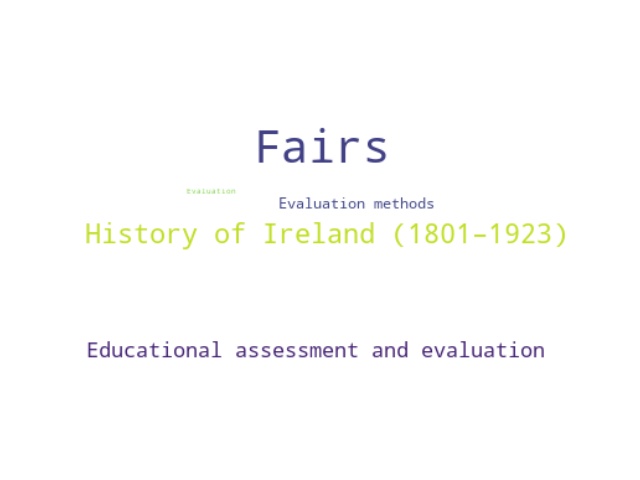 Fairs
Evaluation
Evaluation methods
History of Ireland (1801–1923)
Educational assessment and evaluation